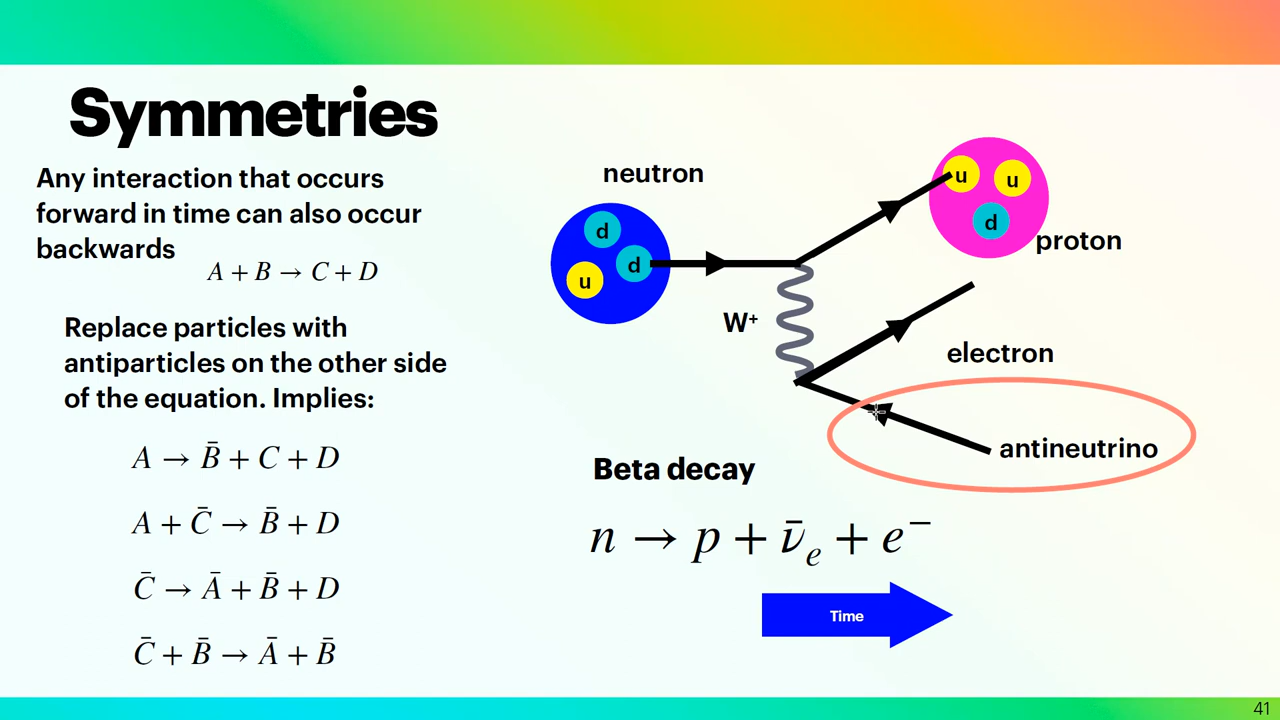 Symmetries
Any interaction that occurs
forward in time can also occur
backwards
A + B → C + D
Replace particles with
antiparticles on the other side
of the equation. Implies:
A → B̄ + C + D
A + C̄ → B̄ + D
C̄ → Ā + B̄ + D
C̄ + B̄ → Ā + B̄
neutron
d
d
u
W⁺
u
u
d
proton
electron
antineutrino
Beta decay
n → p + ν̄ₑ + e⁻
Time
41